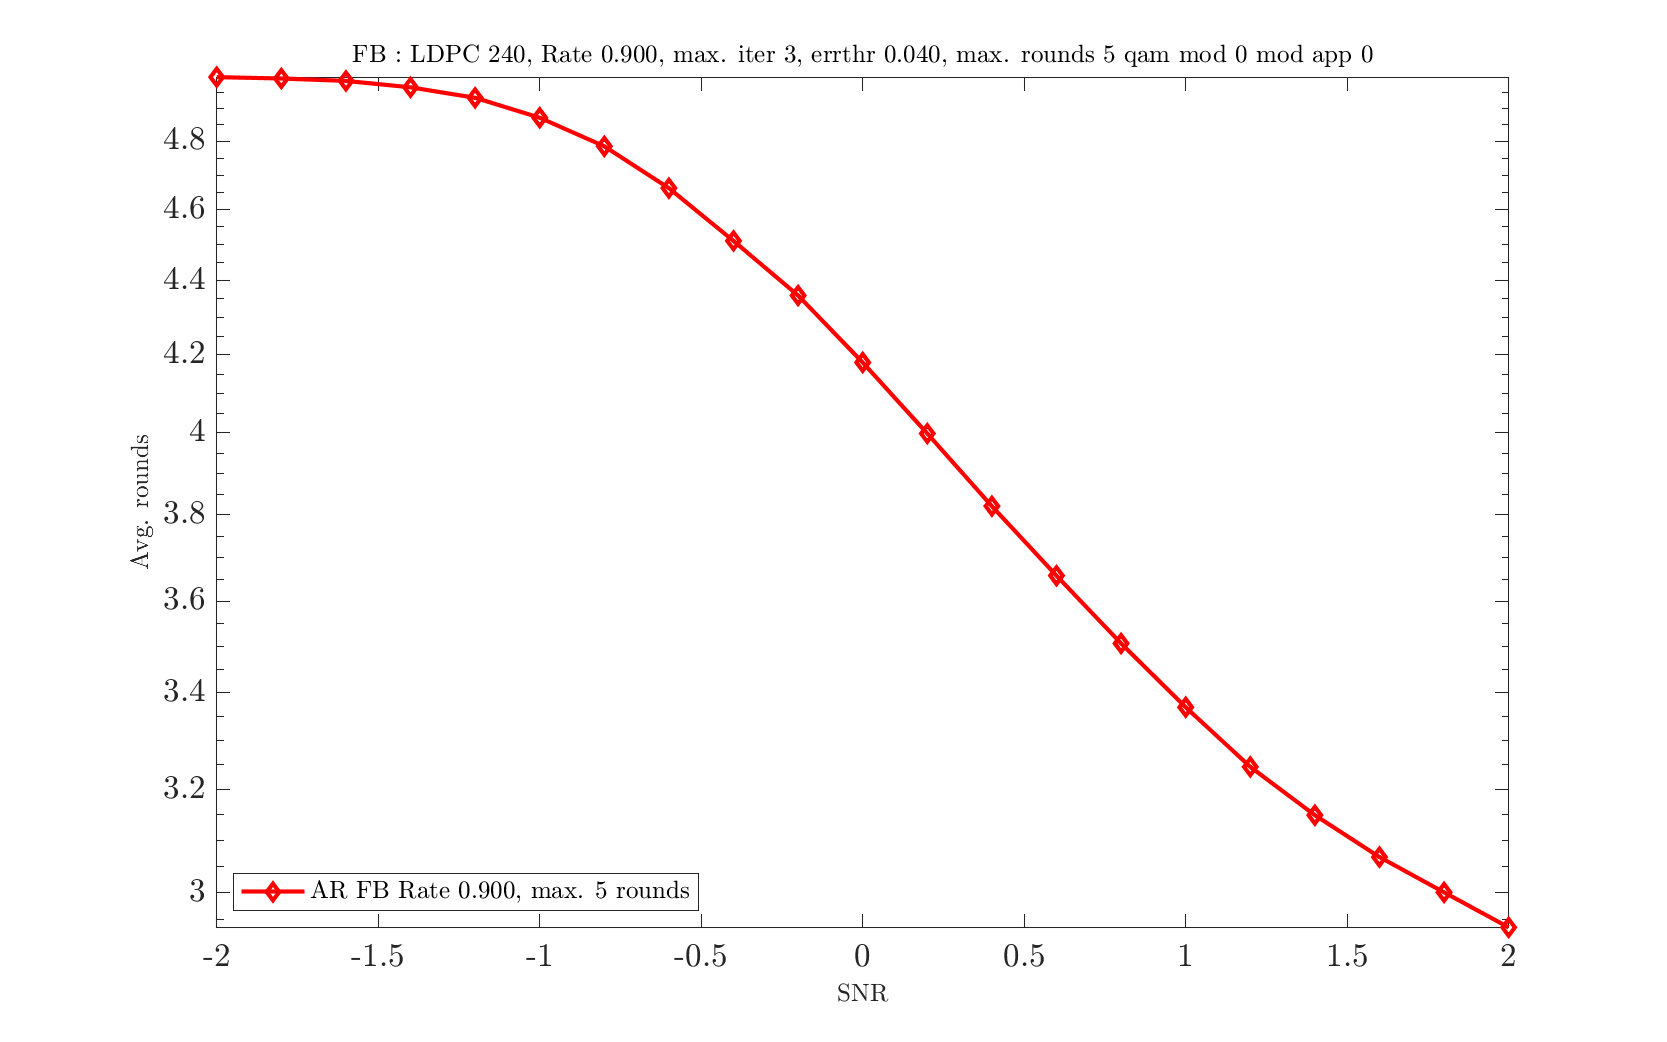 FB : LDPC 240, Rate 0.900, max. iter 3, errthr 0.040, max. rounds 5 qam mod 0 mod app 0
4.8
4.6
4.4
4.2
4
3.8
3.6
3.4
3.2
3
Avg. rounds
AR FB Rate 0.900, max. 5 rounds
-2 -1.5 -1 -0.5 0 0.5 1 1.5 2
SNR